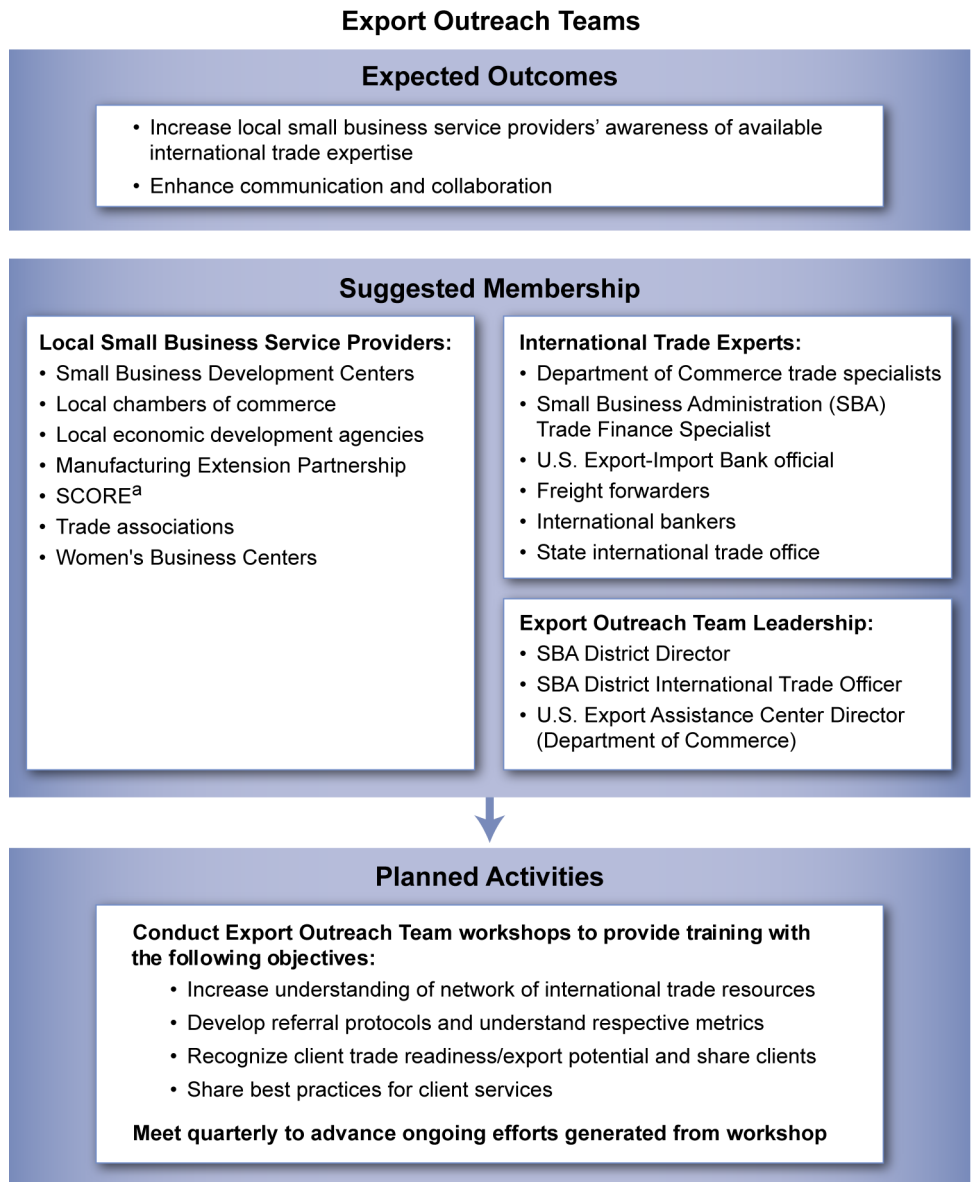 Export Outreach Teams
Expected Outcomes
• Increase local small business service providers’ awareness of available
international trade expertise
• Enhance communication and collaboration
Suggested Membership
Local Small Business Service Providers:
• Small Business Development Centers
• Local chambers of commerce
• Local economic development agencies
• Manufacturing Extension Partnership
• SCOREᵃ
• Trade associations
• Women's Business Centers
International Trade Experts:
• Department of Commerce trade specialists
• Small Business Administration (SBA)
Trade Finance Specialist
• U.S. Export-Import Bank official
• Freight forwarders
• International bankers
• State international trade office
Export Outreach Team Leadership:
• SBA District Director
• SBA District International Trade Officer
• U.S. Export Assistance Center Director
(Department of Commerce)
Planned Activities
Conduct Export Outreach Team workshops to provide training with
the following objectives:
• Increase understanding of network of international trade resources
• Develop referral protocols and understand respective metrics
• Recognize client trade readiness/export potential and share clients
• Share best practices for client services
Meet quarterly to advance ongoing efforts generated from workshop